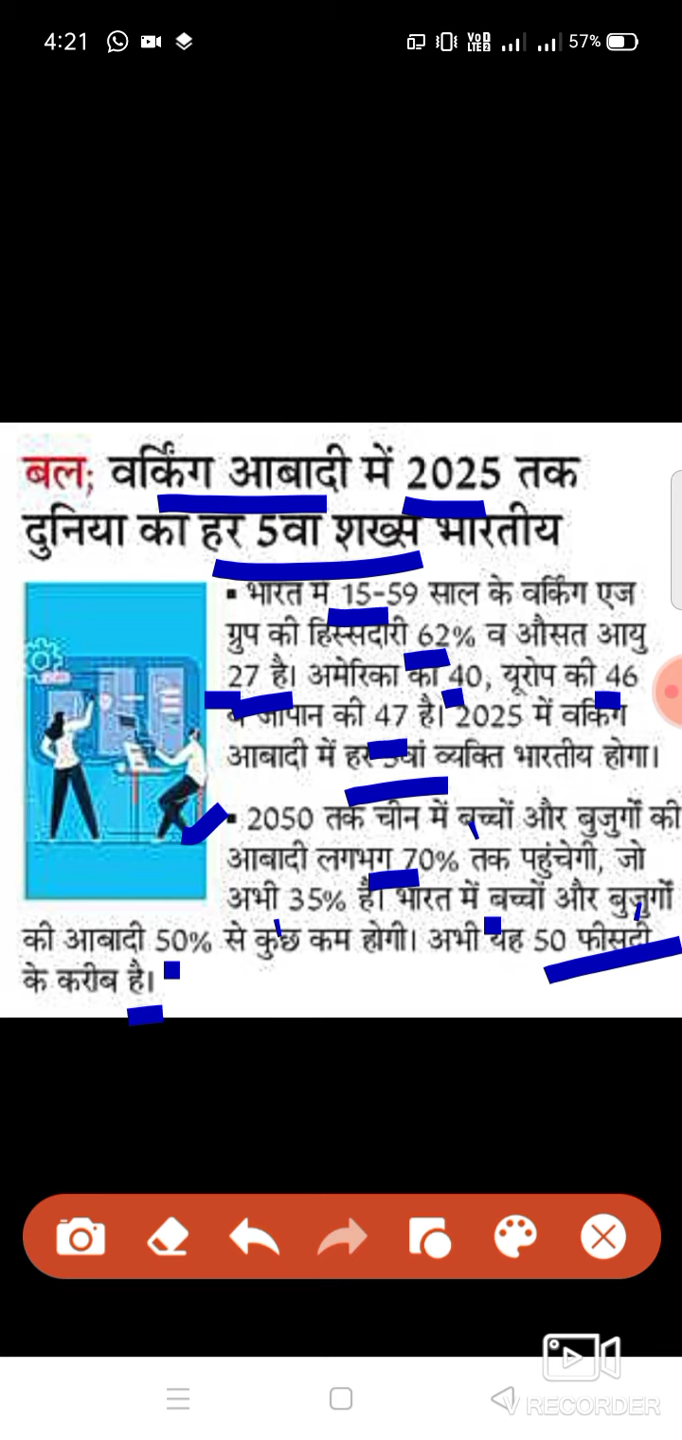 4:21
VoD
LTE2
57%
बल; वर्किंग आबादी में 2025 तक
दुनिया का हर 5वां शख्स भारतीय
▪ भारत में 15-59 साल के वर्किंग एज
ग्रुप की हिस्सेदारी 62% व औसत आयु
27 है। अमेरिका की 40, यूरोप की 46
व जापान की 47 है। 2025 में वर्किंग
आबादी में हर 5वां व्यक्ति भारतीय होगा।
▪ 2050 तक चीन में बच्चों और बुजुर्गों की
आबादी लगभग 70% तक पहुंचेगी, जो
अभी 35% है। भारत में बच्चों और बुजुर्गों
की आबादी 50% से कुछ कम होगी। अभी यह 50 फीसदी
के करीब है।
V RECORDER